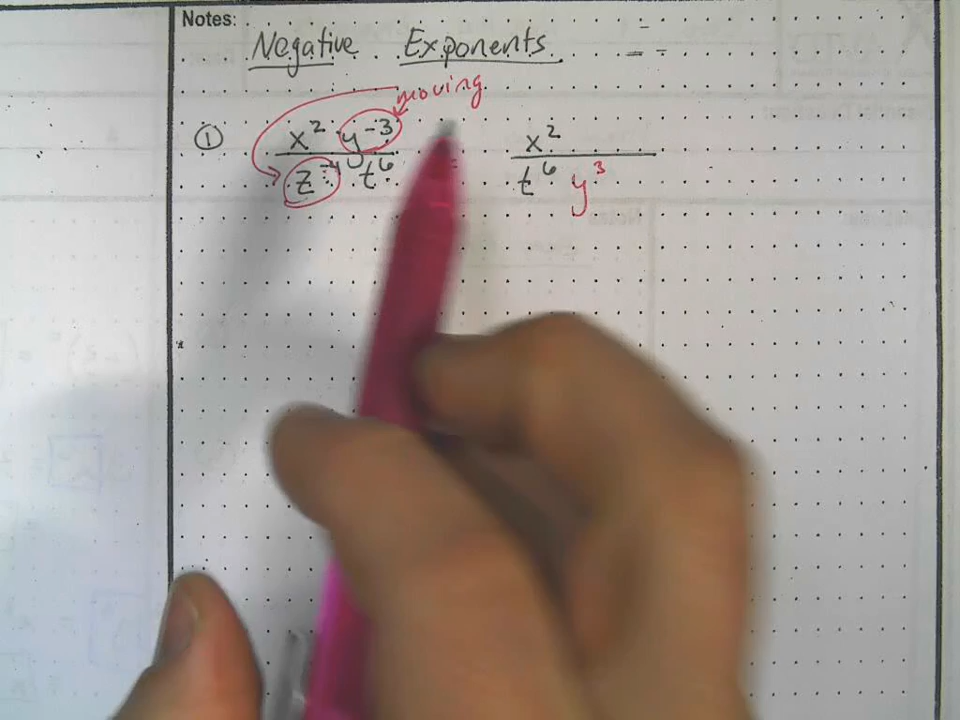 Notes:
Negative Exponents
moving
① x² y⁻³ = x²
z⁻⁴ t⁶ t⁶ y³